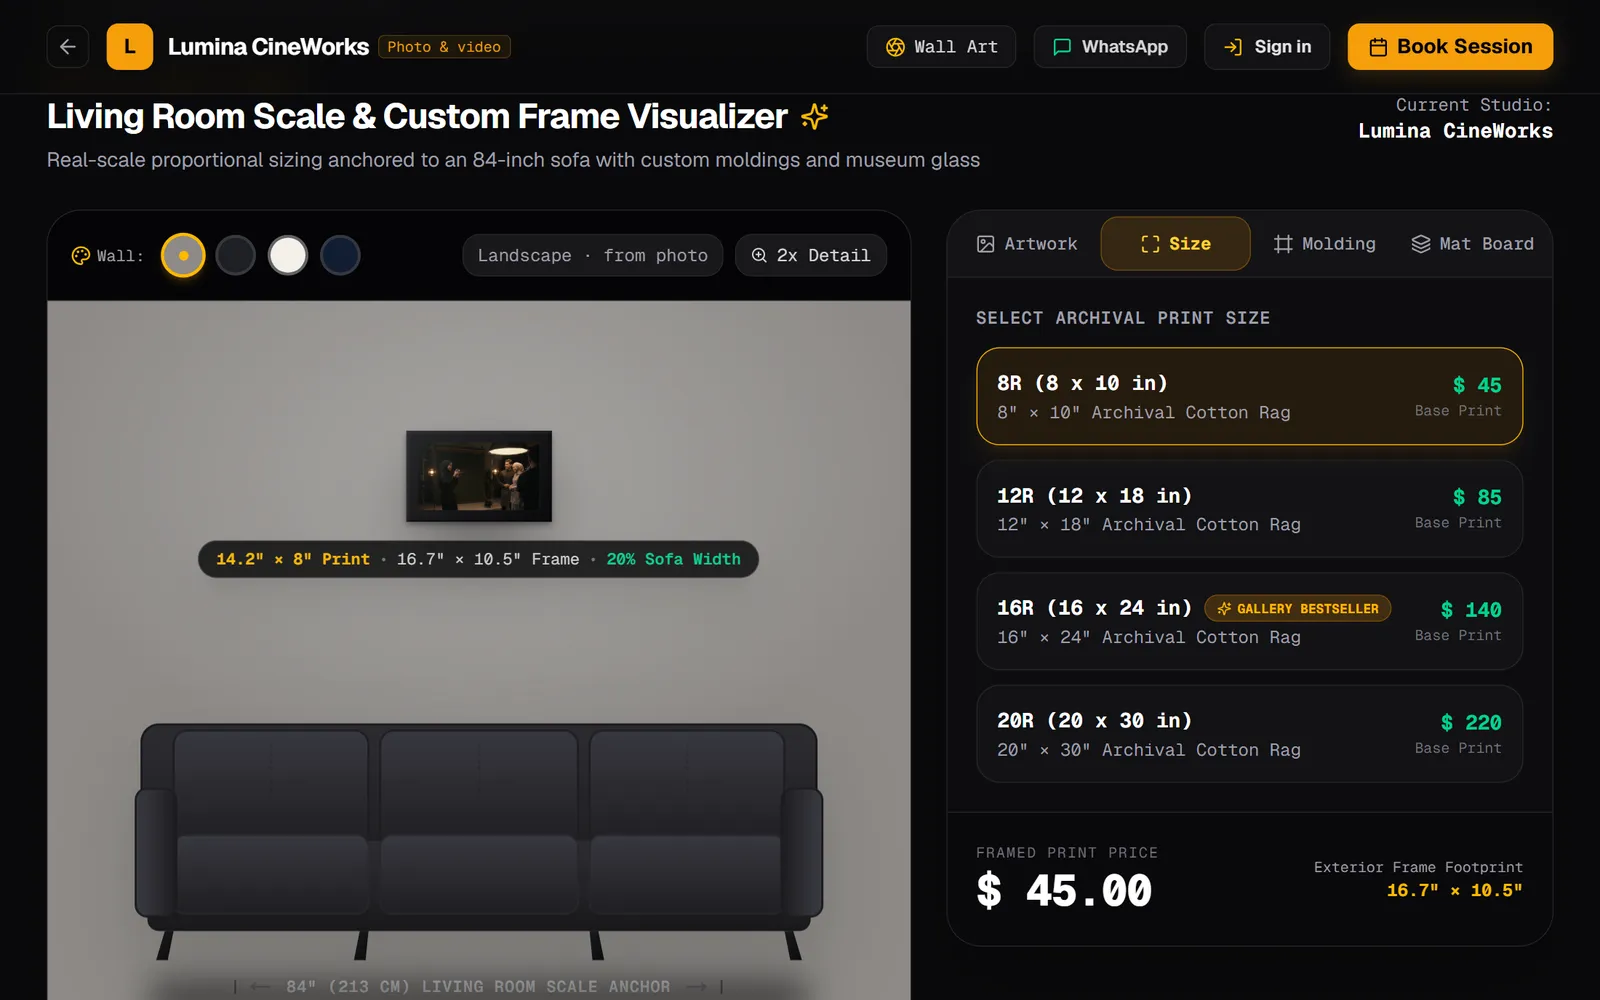 L Lumina CineWorks Photo & video Wall Art WhatsApp Sign in Book Session
Living Room Scale & Custom Frame Visualizer
Real-scale proportional sizing anchored to an 84-inch sofa with custom moldings and museum glass
Current Studio:
Lumina CineWorks
Wall: Landscape · from photo 2x Detail
14.2" × 8" Print · 16.7" × 10.5" Frame · 20% Sofa Width
84" (213 CM) LIVING ROOM SCALE ANCHOR
Artwork Size Molding Mat Board
SELECT ARCHIVAL PRINT SIZE
8R (8 x 10 in) $ 45
8" × 10" Archival Cotton Rag Base Print
12R (12 x 18 in) $ 85
12" × 18" Archival Cotton Rag Base Print
16R (16 x 24 in) GALLERY BESTSELLER $ 140
16" × 24" Archival Cotton Rag Base Print
20R (20 x 30 in) $ 220
20" × 30" Archival Cotton Rag Base Print
FRAMED PRINT PRICE
$ 45.00
Exterior Frame Footprint
16.7" × 10.5"